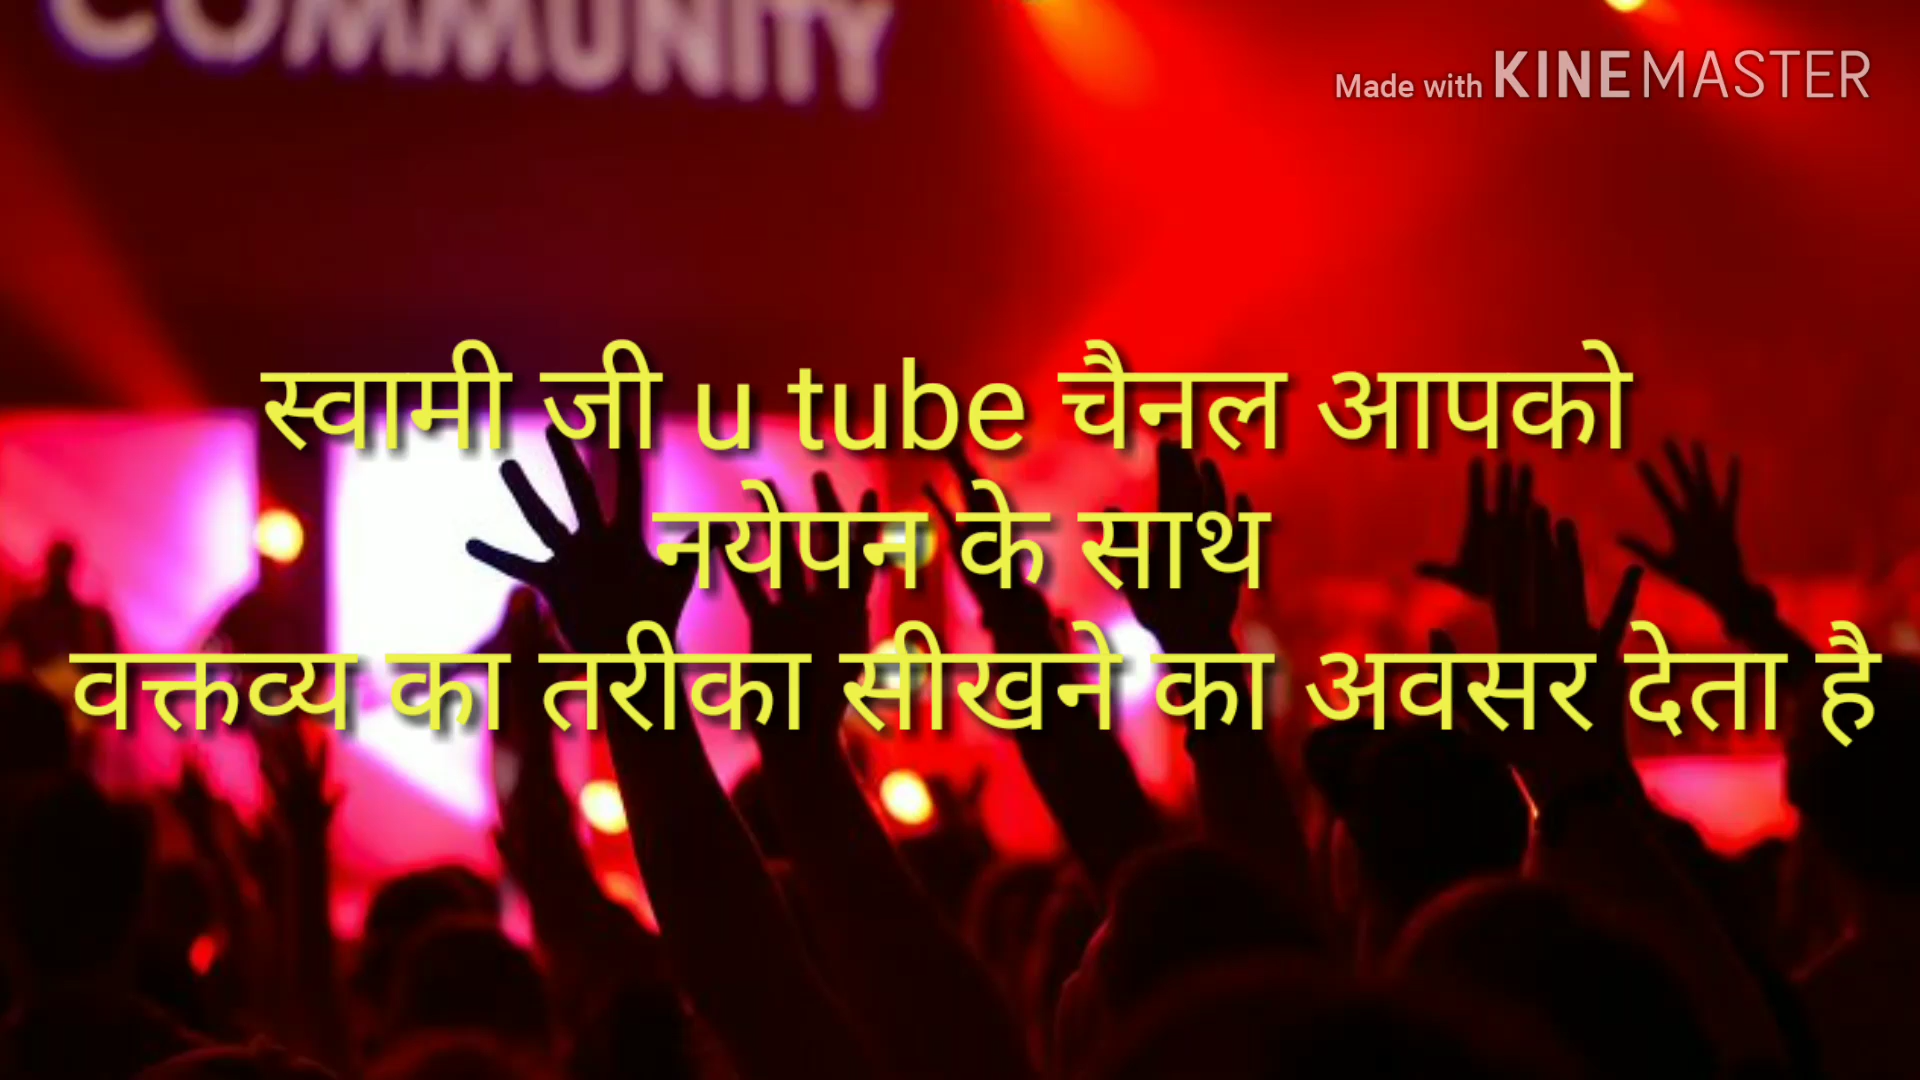 COMMUNITY
Made with KINEMASTER
स्वामी जी u tube चैनल आपको
नयेपन के साथ
वक्तव्य का तरीका सीखने का अवसर देता है